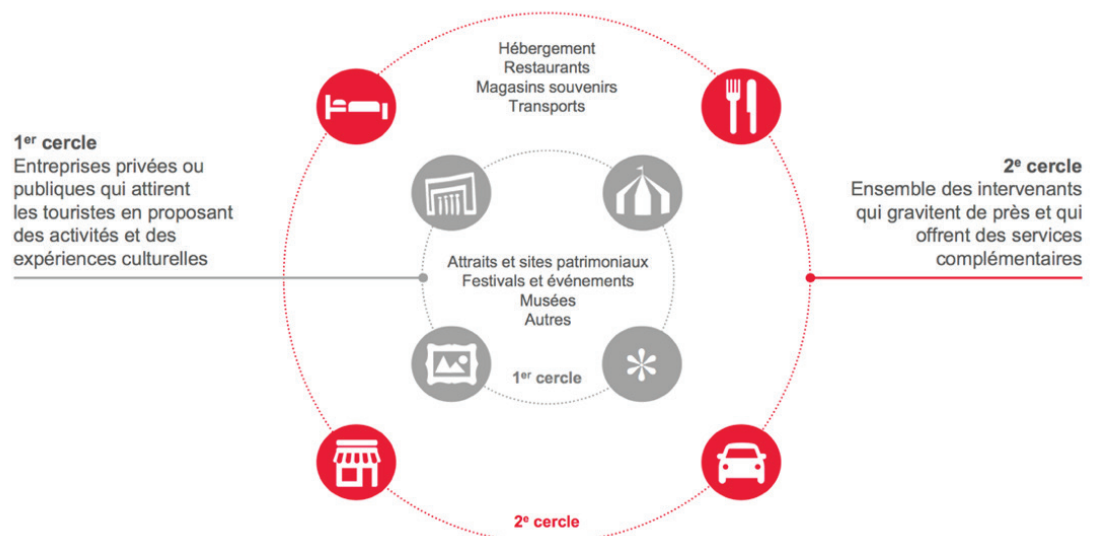 Hébergement
Restaurants
Magasins souvenirs
Transports
1er cercle
Entreprises privées ou
publiques qui attirent
les touristes en proposant
des activités et des
expériences culturelles
2e cercle
Ensemble des intervenants
qui gravitent de près et qui
offrent des services
complémentaires
Attraits et sites patrimoniaux
Festivals et événements
Musées
Autres
1er cercle
2e cercle